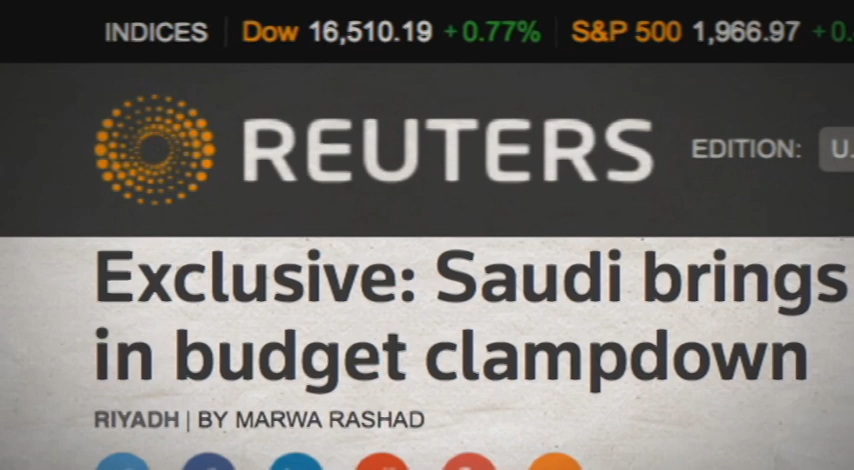 INDICES Dow 16,510.19 +0.77% S&P 500 1,966.97 +0.
REUTERS EDITION: U.
Exclusive: Saudi brings
in budget clampdown
RIYADH | BY MARWA RASHAD